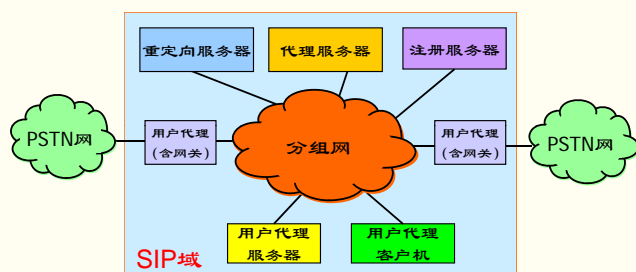 重定向服务器
代理服务器
注册服务器
PSTN网
用户代理
(含网关)
分组网
用户代理
(含网关)
PSTN网
用户代理
服务器
用户代理
客户机
SIP域